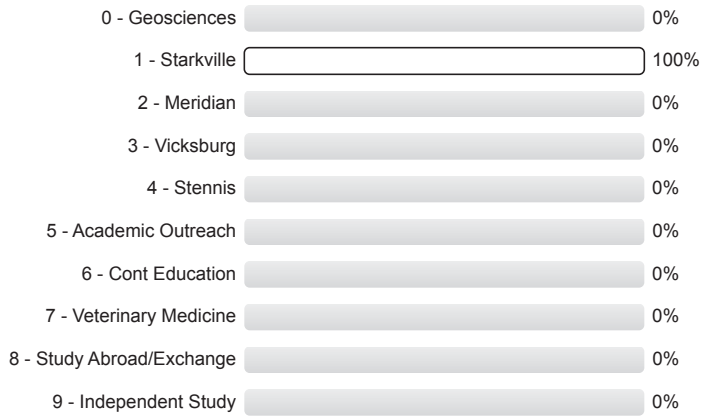 0 - Geosciences 0%
1 - Starkville 100%
2 - Meridian 0%
3 - Vicksburg 0%
4 - Stennis 0%
5 - Academic Outreach 0%
6 - Cont Education 0%
7 - Veterinary Medicine 0%
8 - Study Abroad/Exchange 0%
9 - Independent Study 0%